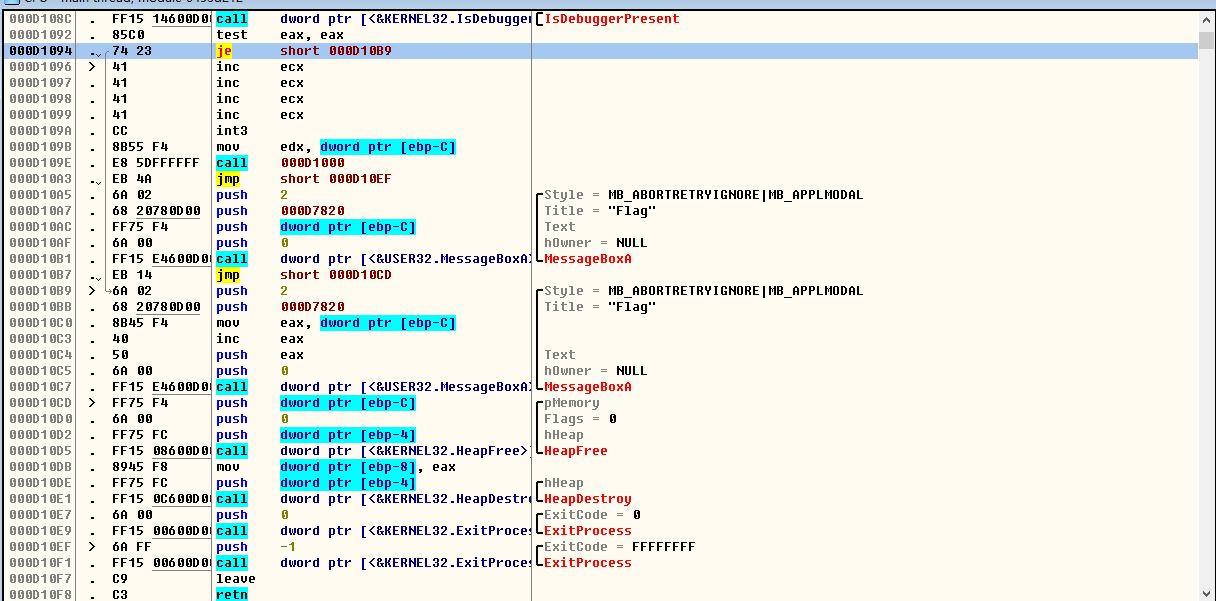 000D108C . FF15 14600D0 call dword ptr [<&KERNEL32.IsDebugger IsDebuggerPresent
000D1092 . 85C0 test eax, eax
000D1094 . 74 23 je short 000D10B9
000D1096 > 41 inc ecx
000D1097 . 41 inc ecx
000D1098 . 41 inc ecx
000D1099 . 41 inc ecx
000D109A . CC int3
000D109B . 8B55 F4 mov edx, dword ptr [ebp-C]
000D109E . E8 5DFFFFFF call 000D1000
000D10A3 . EB 4A jmp short 000D10EF
000D10A5 . 6A 02 push 2 Style = MB_ABORTRETRYIGNORE|MB_APPLMODAL
000D10A7 . 68 20780D00 push 000D7820 Title = "Flag"
000D10AC . FF75 F4 push dword ptr [ebp-C] Text
000D10AF . 6A 00 push 0 hOwner = NULL
000D10B1 . FF15 E4600D0 call dword ptr [<&USER32.MessageBoxA> MessageBoxA
000D10B7 . EB 14 jmp short 000D10CD
000D10B9 > 6A 02 push 2 Style = MB_ABORTRETRYIGNORE|MB_APPLMODAL
000D10BB . 68 20780D00 push 000D7820 Title = "Flag"
000D10C0 . 8B45 F4 mov eax, dword ptr [ebp-C]
000D10C3 . 40 inc eax
000D10C4 . 50 push eax Text
000D10C5 . 6A 00 push 0 hOwner = NULL
000D10C7 . FF15 E4600D0 call dword ptr [<&USER32.MessageBoxA> MessageBoxA
000D10CD > FF75 F4 push dword ptr [ebp-C] pMemory
000D10D0 . 6A 00 push 0 Flags = 0
000D10D2 . FF75 FC push dword ptr [ebp-4] hHeap
000D10D5 . FF15 08600D0 call dword ptr [<&KERNEL32.HeapFree>] HeapFree
000D10DB . 8945 F8 mov dword ptr [ebp-8], eax
000D10DE . FF75 FC push dword ptr [ebp-4] hHeap
000D10E1 . FF15 0C600D0 call dword ptr [<&KERNEL32.HeapDestro HeapDestroy
000D10E7 . 6A 00 push 0 ExitCode = 0
000D10E9 . FF15 00600D0 call dword ptr [<&KERNEL32.ExitProces ExitProcess
000D10EF > 6A FF push -1 ExitCode = FFFFFFFF
000D10F1 . FF15 00600D0 call dword ptr [<&KERNEL32.ExitProces ExitProcess
000D10F7 . C9 leave
000D10F8 . C3 retn